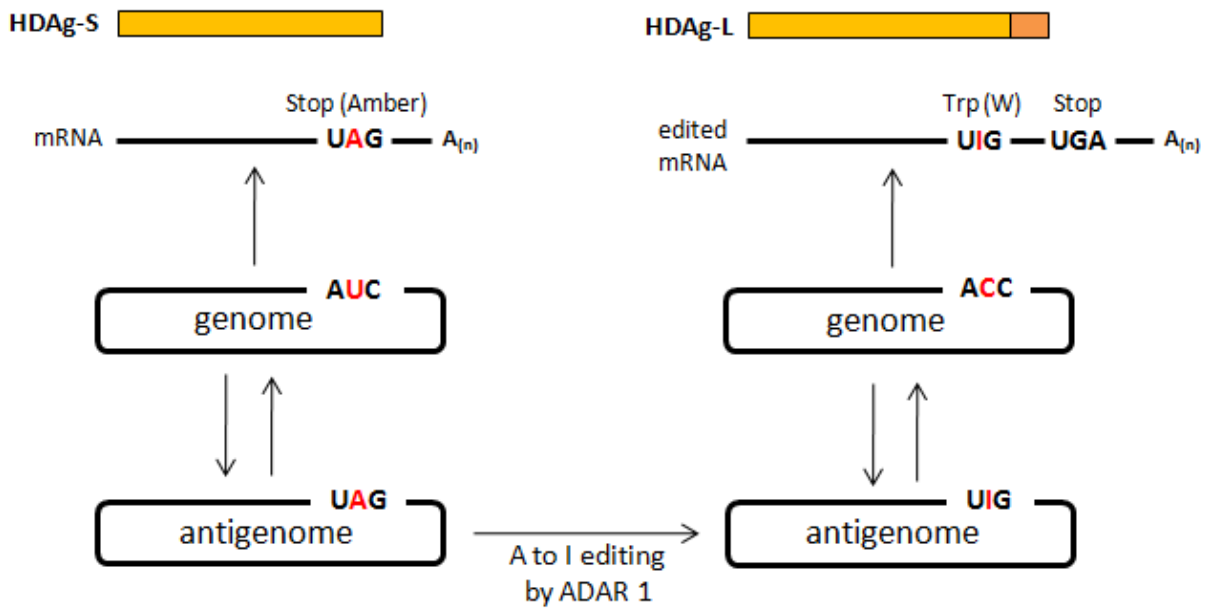 HDAg-S
HDAg-L
Stop (Amber)
mRNA UAG A(n)
Trp (W) Stop
edited mRNA UIG UGA A(n)
AUC
genome
ACC
genome
UAG
antigenome
A to I editing
by ADAR 1
UIG
antigenome